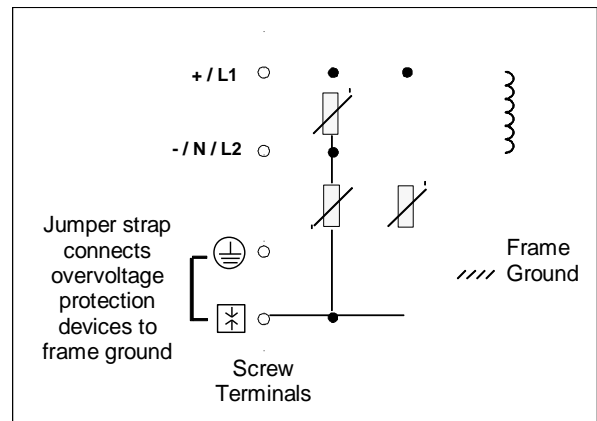 + / L1
- / N / L2
Jumper strap
connects
overvoltage
protection
devices to
frame ground
Frame
Ground
Screw
Terminals